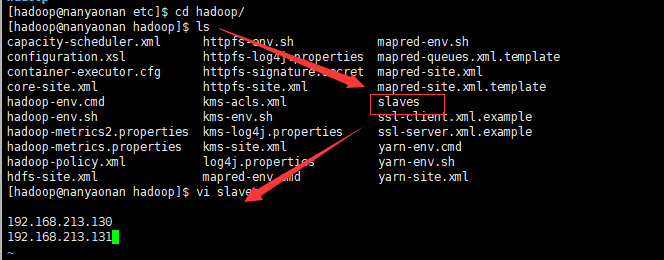 [hadoop@nanyaonan etc]$ cd hadoop/
[hadoop@nanyaonan hadoop]$ ls
capacity-scheduler.xml httpfs-env.sh mapred-env.sh
configuration.xsl httpfs-log4j.properties mapred-queues.xml.template
container-executor.cfg httpfs-signature.secret mapred-site.xml
core-site.xml httpfs-site.xml mapred-site.xml.template
hadoop-env.cmd kms-acls.xml slaves
hadoop-env.sh kms-env.sh ssl-client.xml.example
hadoop-metrics2.properties kms-log4j.properties ssl-server.xml.example
hadoop-metrics.properties kms-site.xml yarn-env.cmd
hadoop-policy.xml log4j.properties yarn-env.sh
hdfs-site.xml mapred-env.cmd yarn-site.xml
[hadoop@nanyaonan hadoop]$ vi slaves
192.168.213.130
192.168.213.131
~